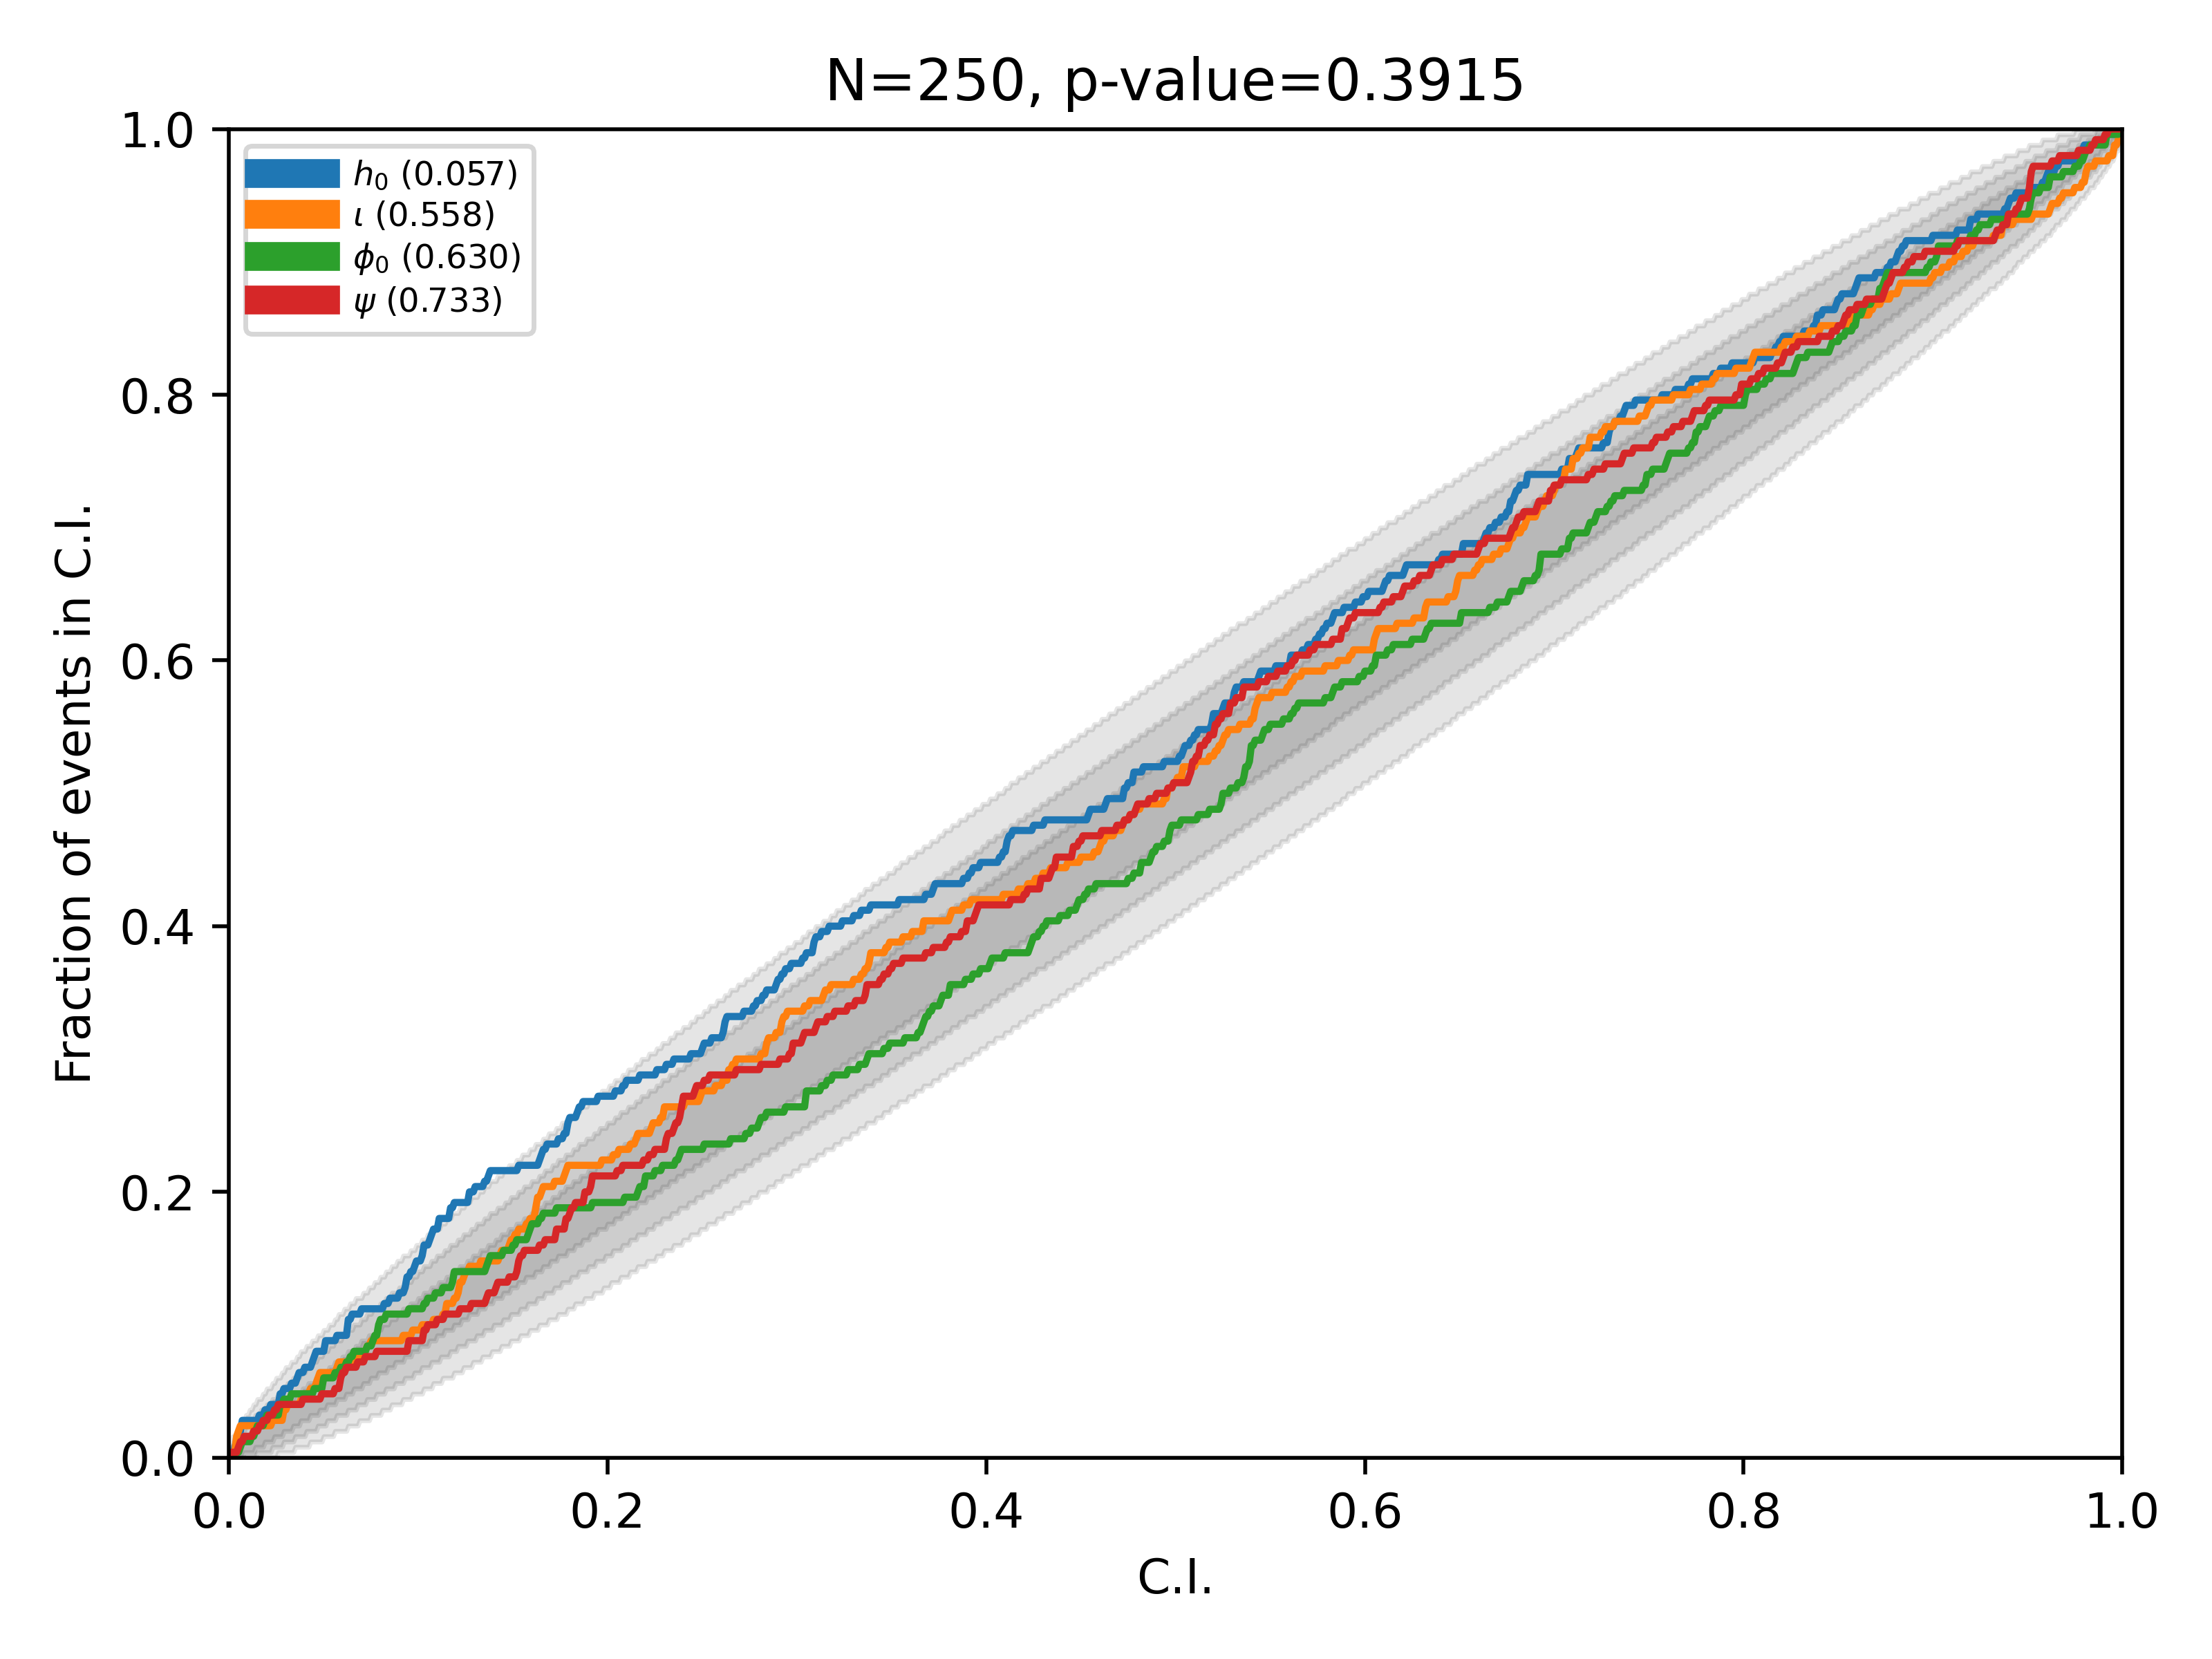 N=250, p-value=0.3915
1.0
0.8
0.6
0.4
0.2
0.0
Fraction of events in C.I.
h₀ (0.057)
ι (0.558)
ϕ₀ (0.630)
ψ (0.733)
0.0 0.2 0.4 0.6 0.8 1.0
C.I.